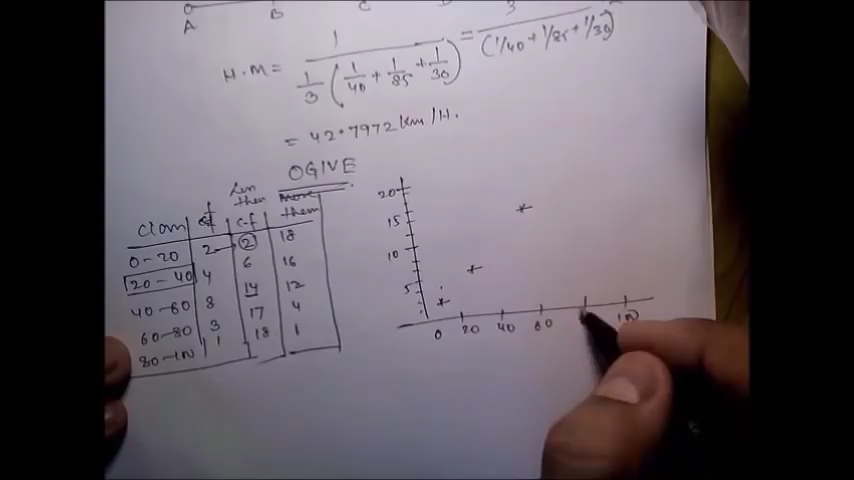 A B C
H.M = 1 / 1/3 (1/40 + 1/85 + 1/30) = 3 / (1/40 + 1/85 + 1/30)
= 42.7972 km/H.
OGIVE
Class f Less than c.f more them
0-20 2 2 18
20-40 4 6 16
40-60 8 14 12
60-80 3 17 4
80-100 1 18 1
20
15
10
5
0 20 40 60 100